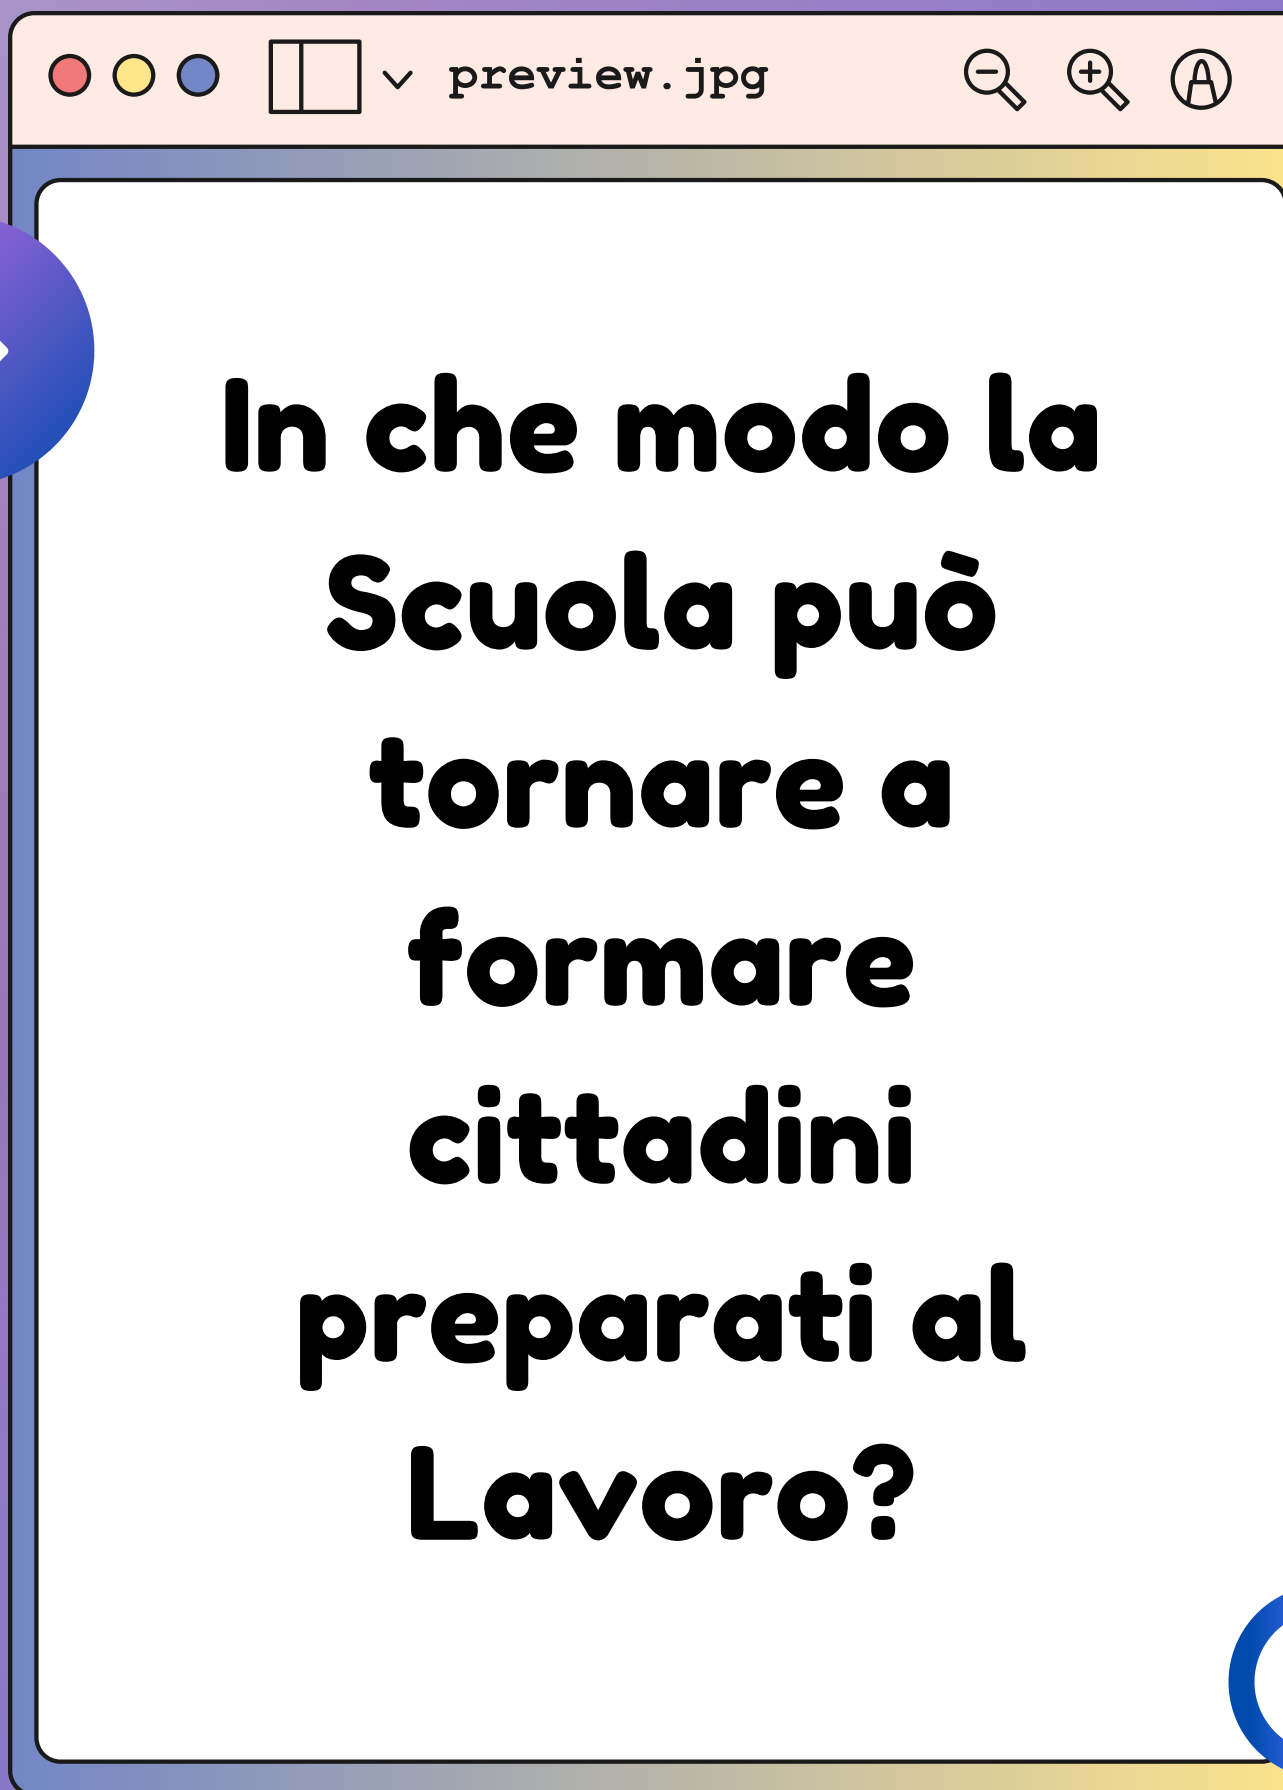 preview.jpg
In che modo la
Scuola può
tornare a
formare
cittadini
preparati al
Lavoro?